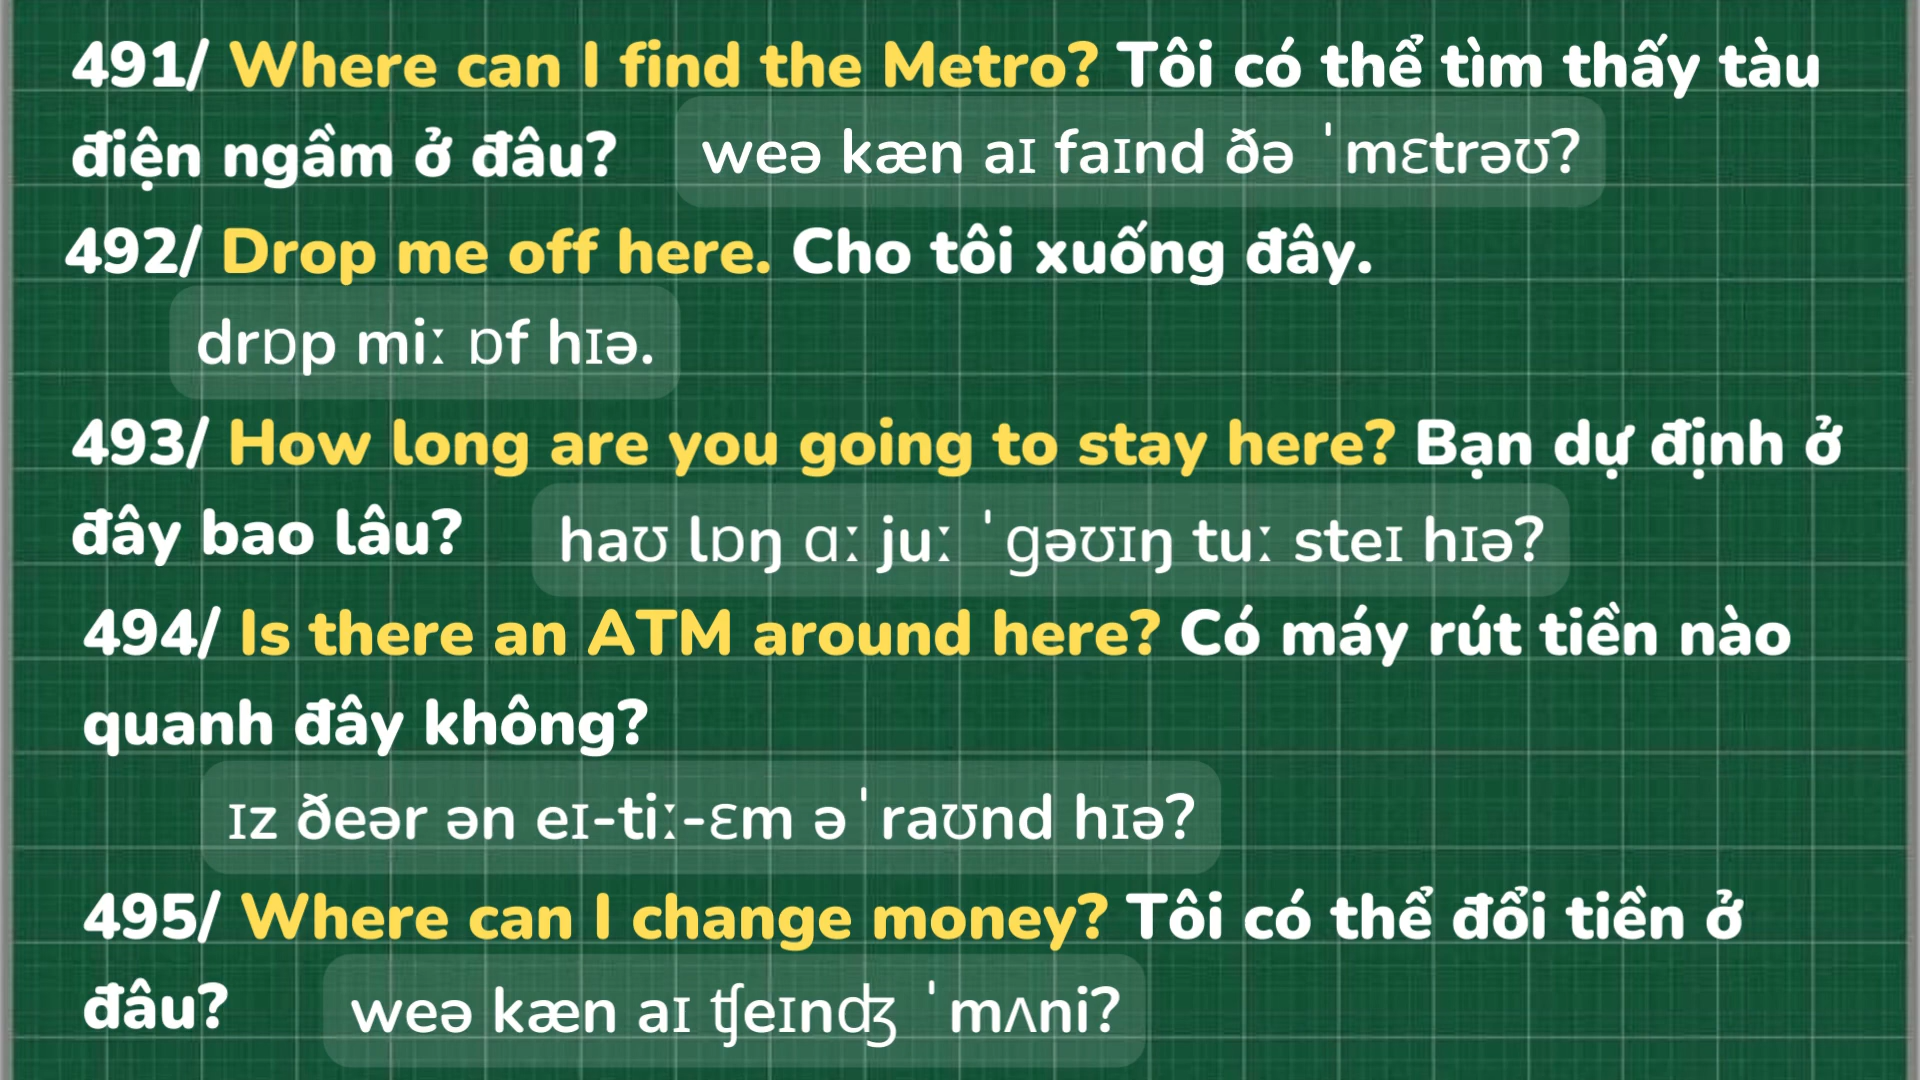 491/ Where can I find the Metro? Tôi có thể tìm thấy tàu
điện ngầm ở đâu? weə kæn aɪ faɪnd ðə ˈmɛtrəʊ?
492/ Drop me off here. Cho tôi xuống đây.
drɒp miː ɒf hɪə.
493/ How long are you going to stay here? Bạn dự định ở
đây bao lâu? haʊ lɒŋ ɑː juː ˈɡəʊɪŋ tuː steɪ hɪə?
494/ Is there an ATM around here? Có máy rút tiền nào
quanh đây không?
ɪz ðeər ən eɪ-tiː-ɛm əˈraʊnd hɪə?
495/ Where can I change money? Tôi có thể đổi tiền ở
đâu? weə kæn aɪ ʧeɪnʤ ˈmʌni?